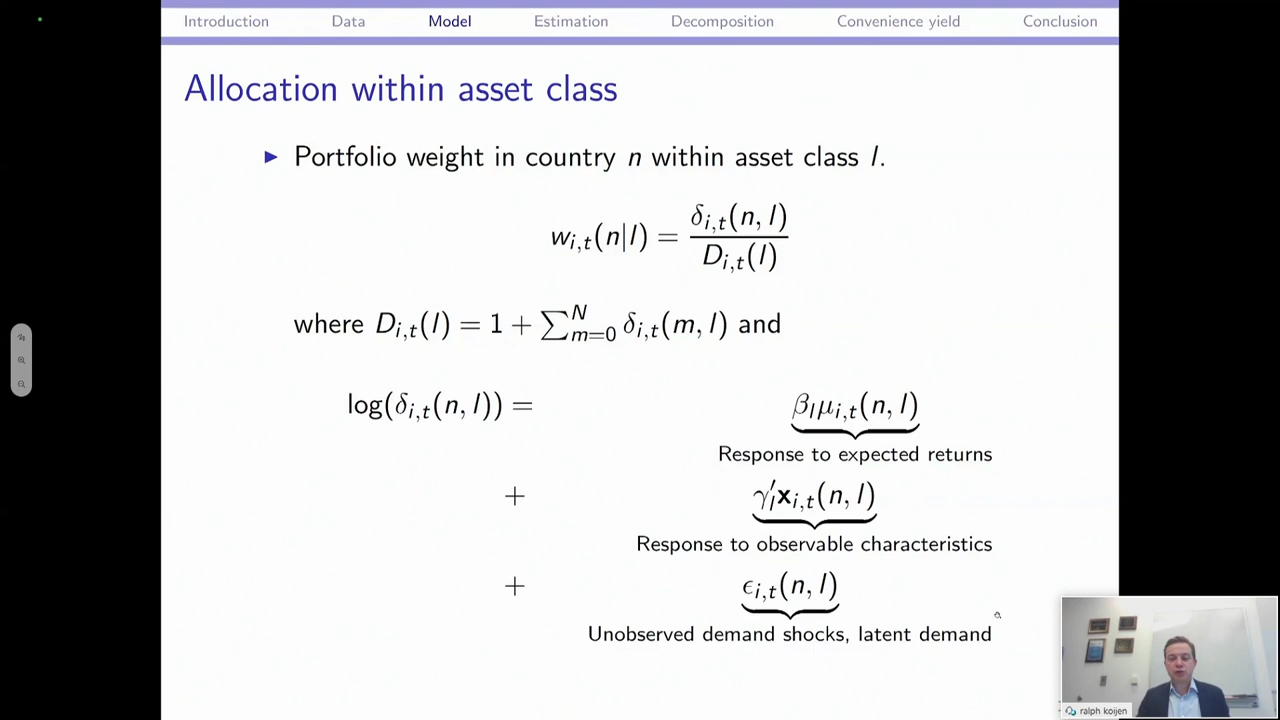 Introduction Data Model Estimation Decomposition Convenience yield Conclusion
Allocation within asset class
▶ Portfolio weight in country n within asset class l.
w_{i,t}(n|l) = \frac{δ_{i,t}(n, l)}{D_{i,t}(l)}
where D_{i,t}(l) = 1 + ∑_{m=0}^{N} δ_{i,t}(m, l) and
log(δ_{i,t}(n, l)) = β_l μ_{i,t}(n, l)
Response to expected returns
+ γ_l′ **x**_{i,t}(n, l)
Response to observable characteristics
+ ϵ_{i,t}(n, l)
Unobserved demand shocks, latent demand
ralph koijen